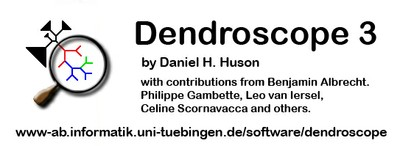 Dendroscope 3
by Daniel H. Huson
with contributions from Benjamin Albrecht.
Philippe Gambette, Leo van Iersel,
Celine Scornavacca and others.
www-ab.informatik.uni-tuebingen.de/software/dendroscope